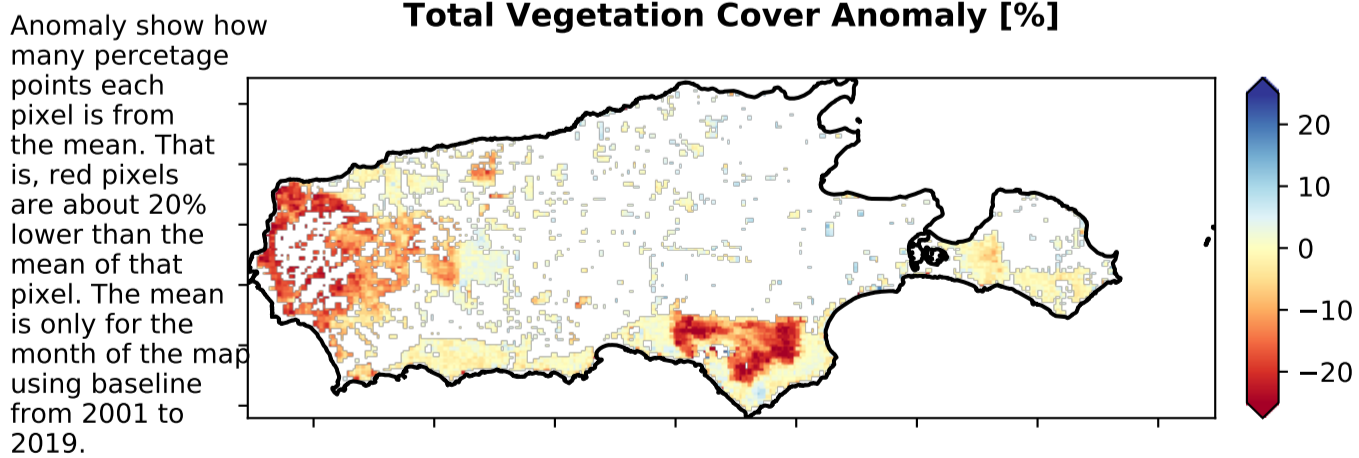 Total Vegetation Cover Anomaly [%]
Anomaly show how
many percetage
points each
pixel is from
the mean. That
is, red pixels
are about 20%
lower than the
mean of that
pixel. The mean
is only for the
month of the map
using baseline
from 2001 to
2019.
20
10
0
−10
−20